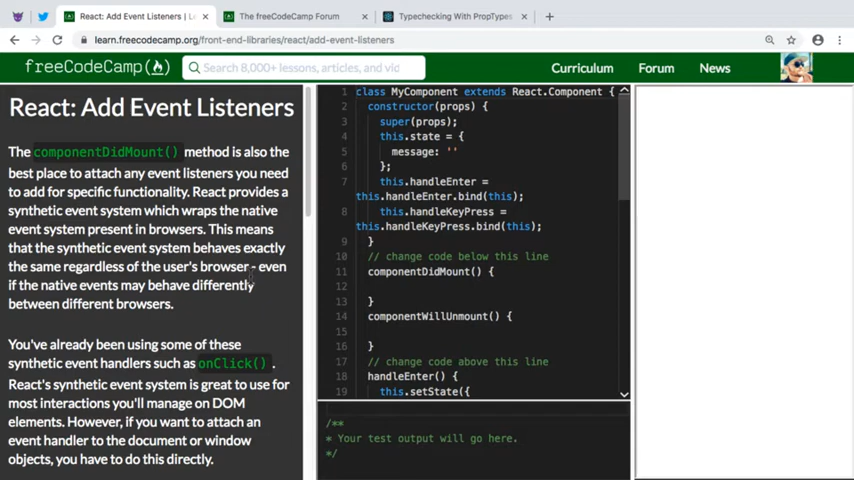 React: Add Event Listeners | L
The freeCodeCamp Forum
Typechecking With PropTypes
learn.freecodecamp.org/front-end-libraries/react/add-event-listeners
freeCodeCamp
Search 8,000+ lessons, articles, and vid
Curriculum
Forum
News
React: Add Event Listeners
The componentDidMount() method is also the
best place to attach any event listeners you need
to add for specific functionality. React provides a
synthetic event system which wraps the native
event system present in browsers. This means
that the synthetic event system behaves exactly
the same regardless of the user's browser - even
if the native events may behave differently
between different browsers.
You've already been using some of these
synthetic event handlers such as onClick() .
React's synthetic event system is great to use for
most interactions you'll manage on DOM
elements. However, if you want to attach an
event handler to the document or window
objects, you have to do this directly.
1 class MyComponent extends React.Component {
2 constructor(props) {
3 super(props);
4 this.state = {
5 message: ''
6 };
7 this.handleEnter =
this.handleEnter.bind(this);
8 this.handleKeyPress =
this.handleKeyPress.bind(this);
9 }
10 // change code below this line
11 componentDidMount() {
12
13 }
14 componentWillUnmount() {
15
16 }
17 // change code above this line
18 handleEnter() {
19 this.setState({
/**
* Your test output will go here.
*/